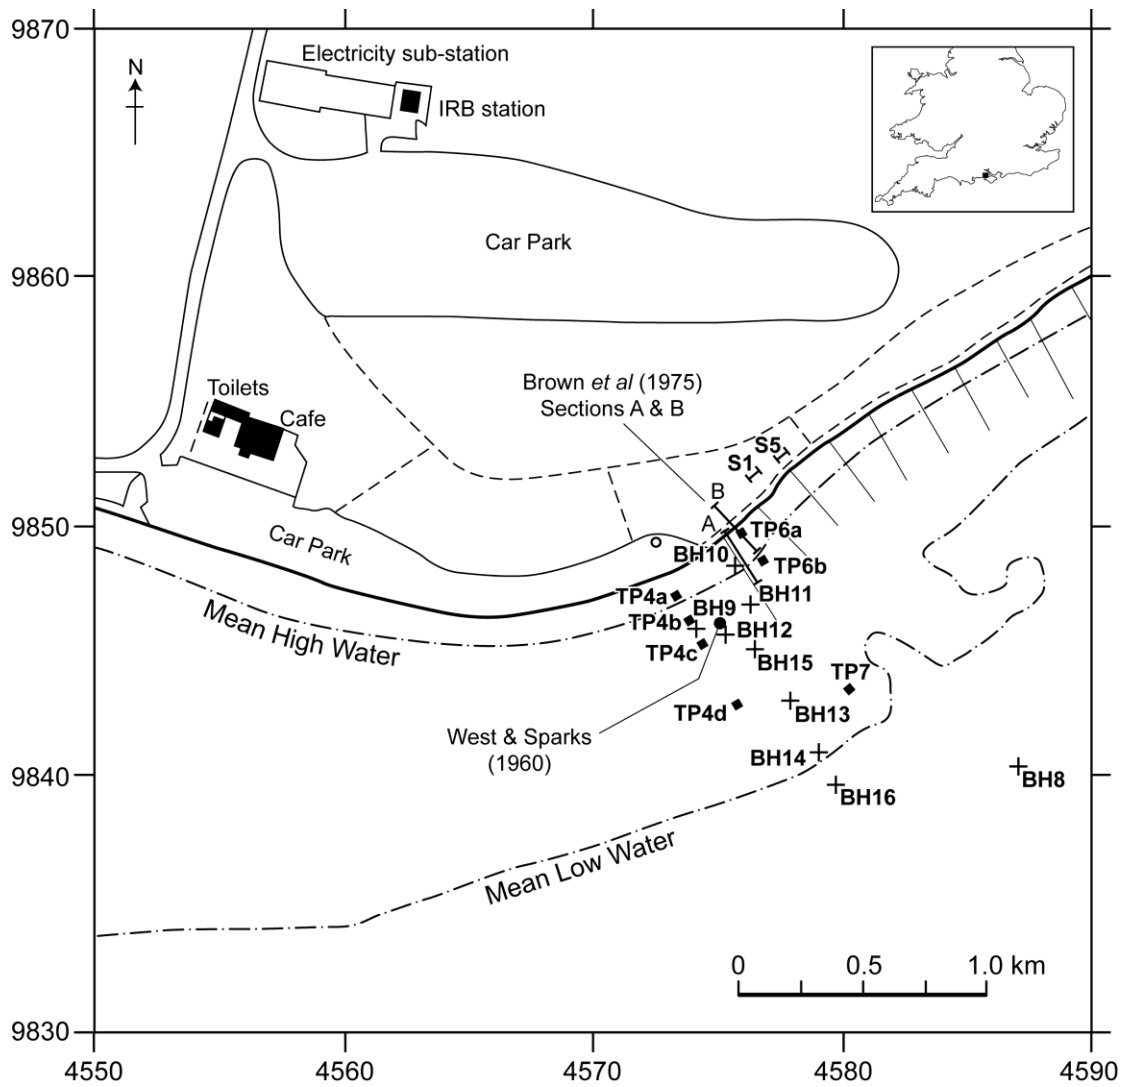 9870
Electricity sub-station
N
IRB station
Car Park
9860
Brown et al (1975)
Sections A & B
Toilets
Cafe
S5
S1
B
A
9850
TP6a
Car Park
BH10
TP6b
BH11
TP4a
BH9
TP4b
BH12
Mean High Water
TP4c
BH15
TP7
TP4d
BH13
West & Sparks
(1960)
BH14
9840
BH8
BH16
Mean Low Water
0 0.5 1.0 km
9830
4550 4560 4570 4580 4590